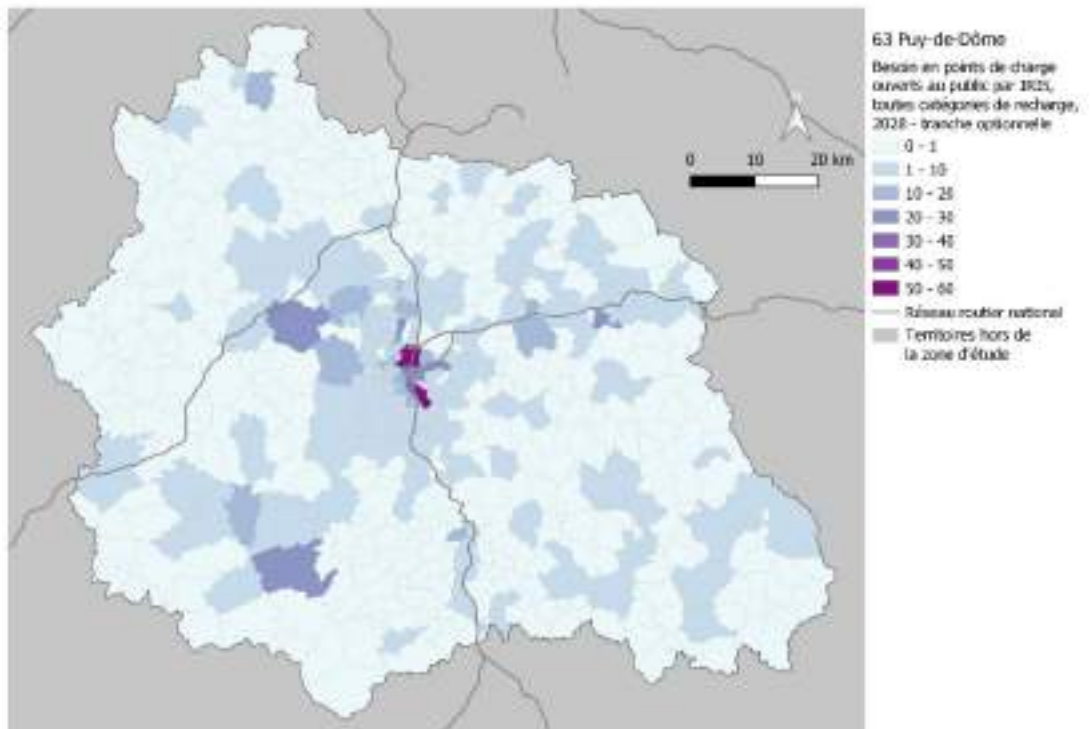 63 Puy-de-Dôme
Besoin en points de charge
ouverts au public par IRIS,
toutes catégories de recharge,
2028 - tranche optionnelle
0 - 1
1 - 10
10 - 20
20 - 30
30 - 40
40 - 50
50 - 60
Réseau routier national
Territoires hors de
la zone d'étude
0 10 20 km